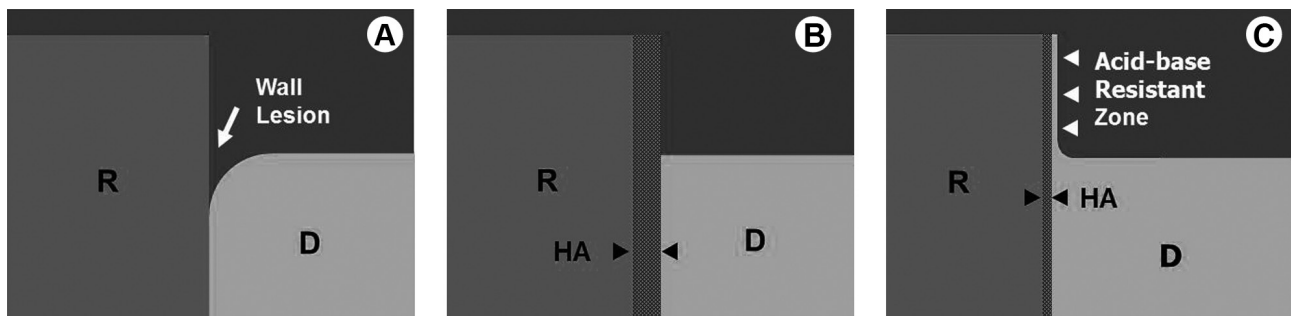 A
Wall
Lesion
R
D
B
R
HA
D
C
Acid-base
Resistant
Zone
R
HA
D